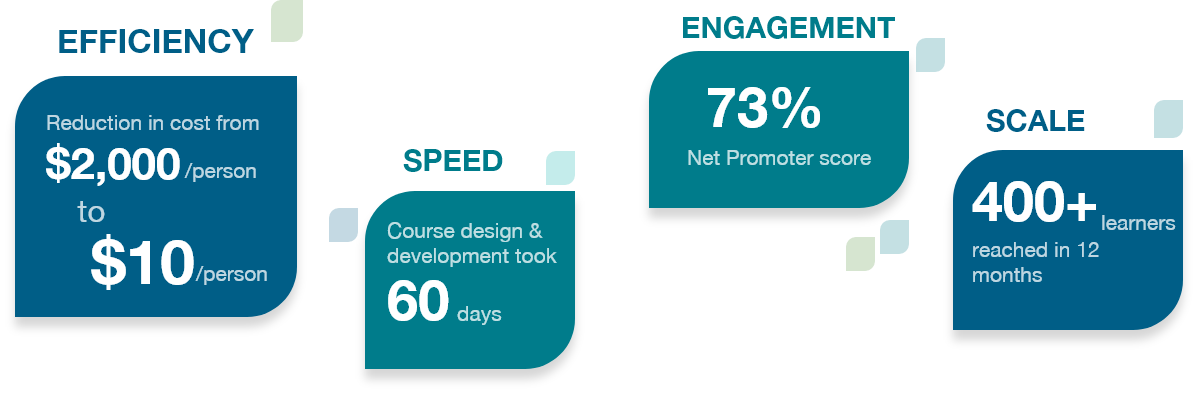 EFFICIENCY
Reduction in cost from
$2,000 /person
to
$10/person
SPEED
Course design &
development took
60 days
ENGAGEMENT
73%
Net Promoter score
SCALE
400+ learners
reached in 12
months